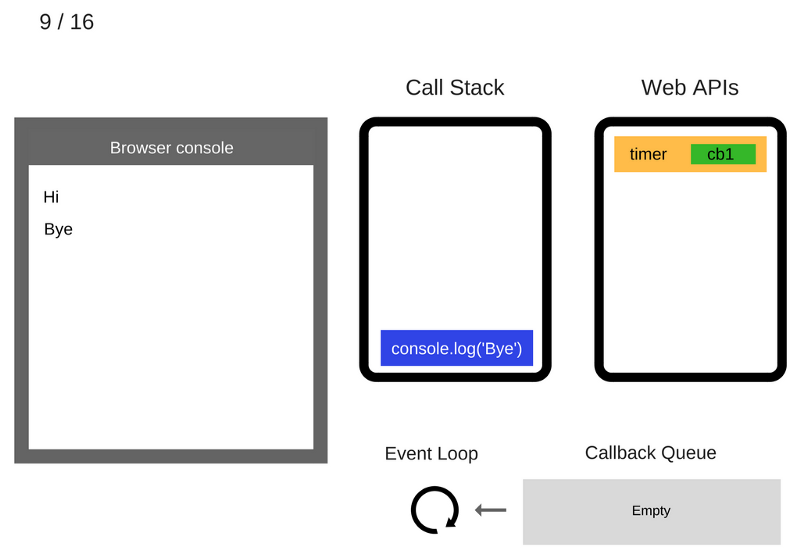 9 / 16
Call Stack
Web APIs
Browser console
timer
cb1
Hi
Bye
console.log('Bye')
Event Loop
Callback Queue
Empty